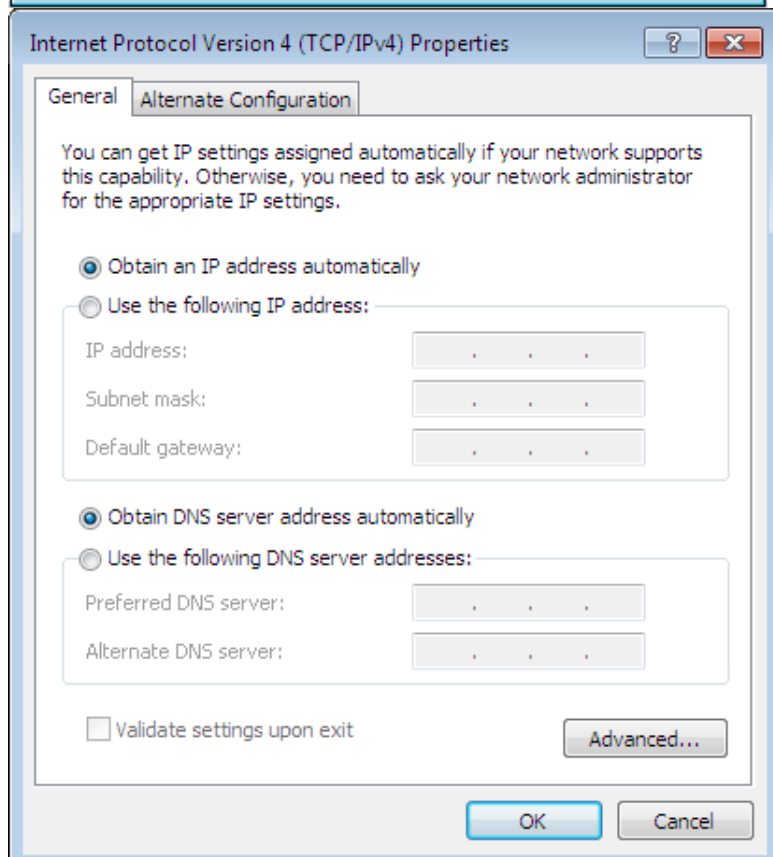 Internet Protocol Version 4 (TCP/IPv4) Properties
General
Alternate Configuration
You can get IP settings assigned automatically if your network supports
this capability. Otherwise, you need to ask your network administrator
for the appropriate IP settings.
Obtain an IP address automatically
Use the following IP address:
IP address:
Subnet mask:
Default gateway:
Obtain DNS server address automatically
Use the following DNS server addresses:
Preferred DNS server:
Alternate DNS server:
Validate settings upon exit
Advanced...
OK
Cancel